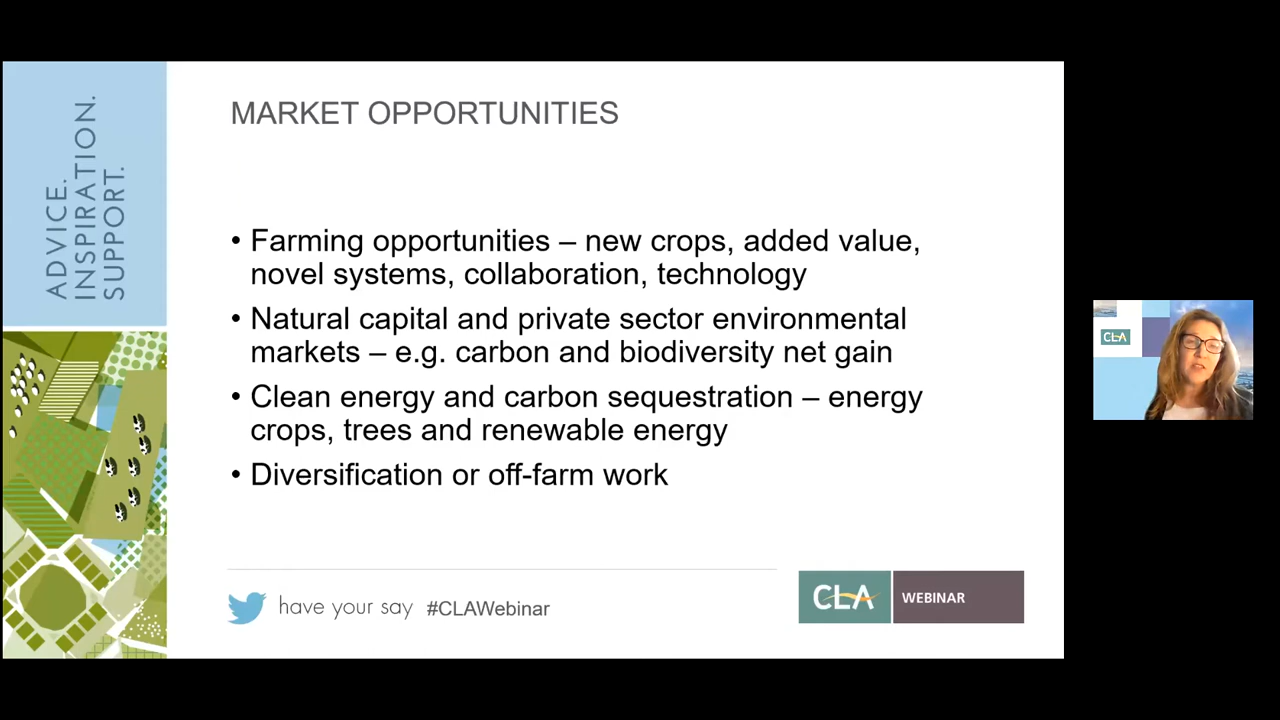 ADVICE.
INSPIRATION.
SUPPORT.
MARKET OPPORTUNITIES
• Farming opportunities – new crops, added value,
novel systems, collaboration, technology
• Natural capital and private sector environmental
markets – e.g. carbon and biodiversity net gain
• Clean energy and carbon sequestration – energy
crops, trees and renewable energy
• Diversification or off-farm work
have your say #CLAWebinar
CLA WEBINAR
CLA